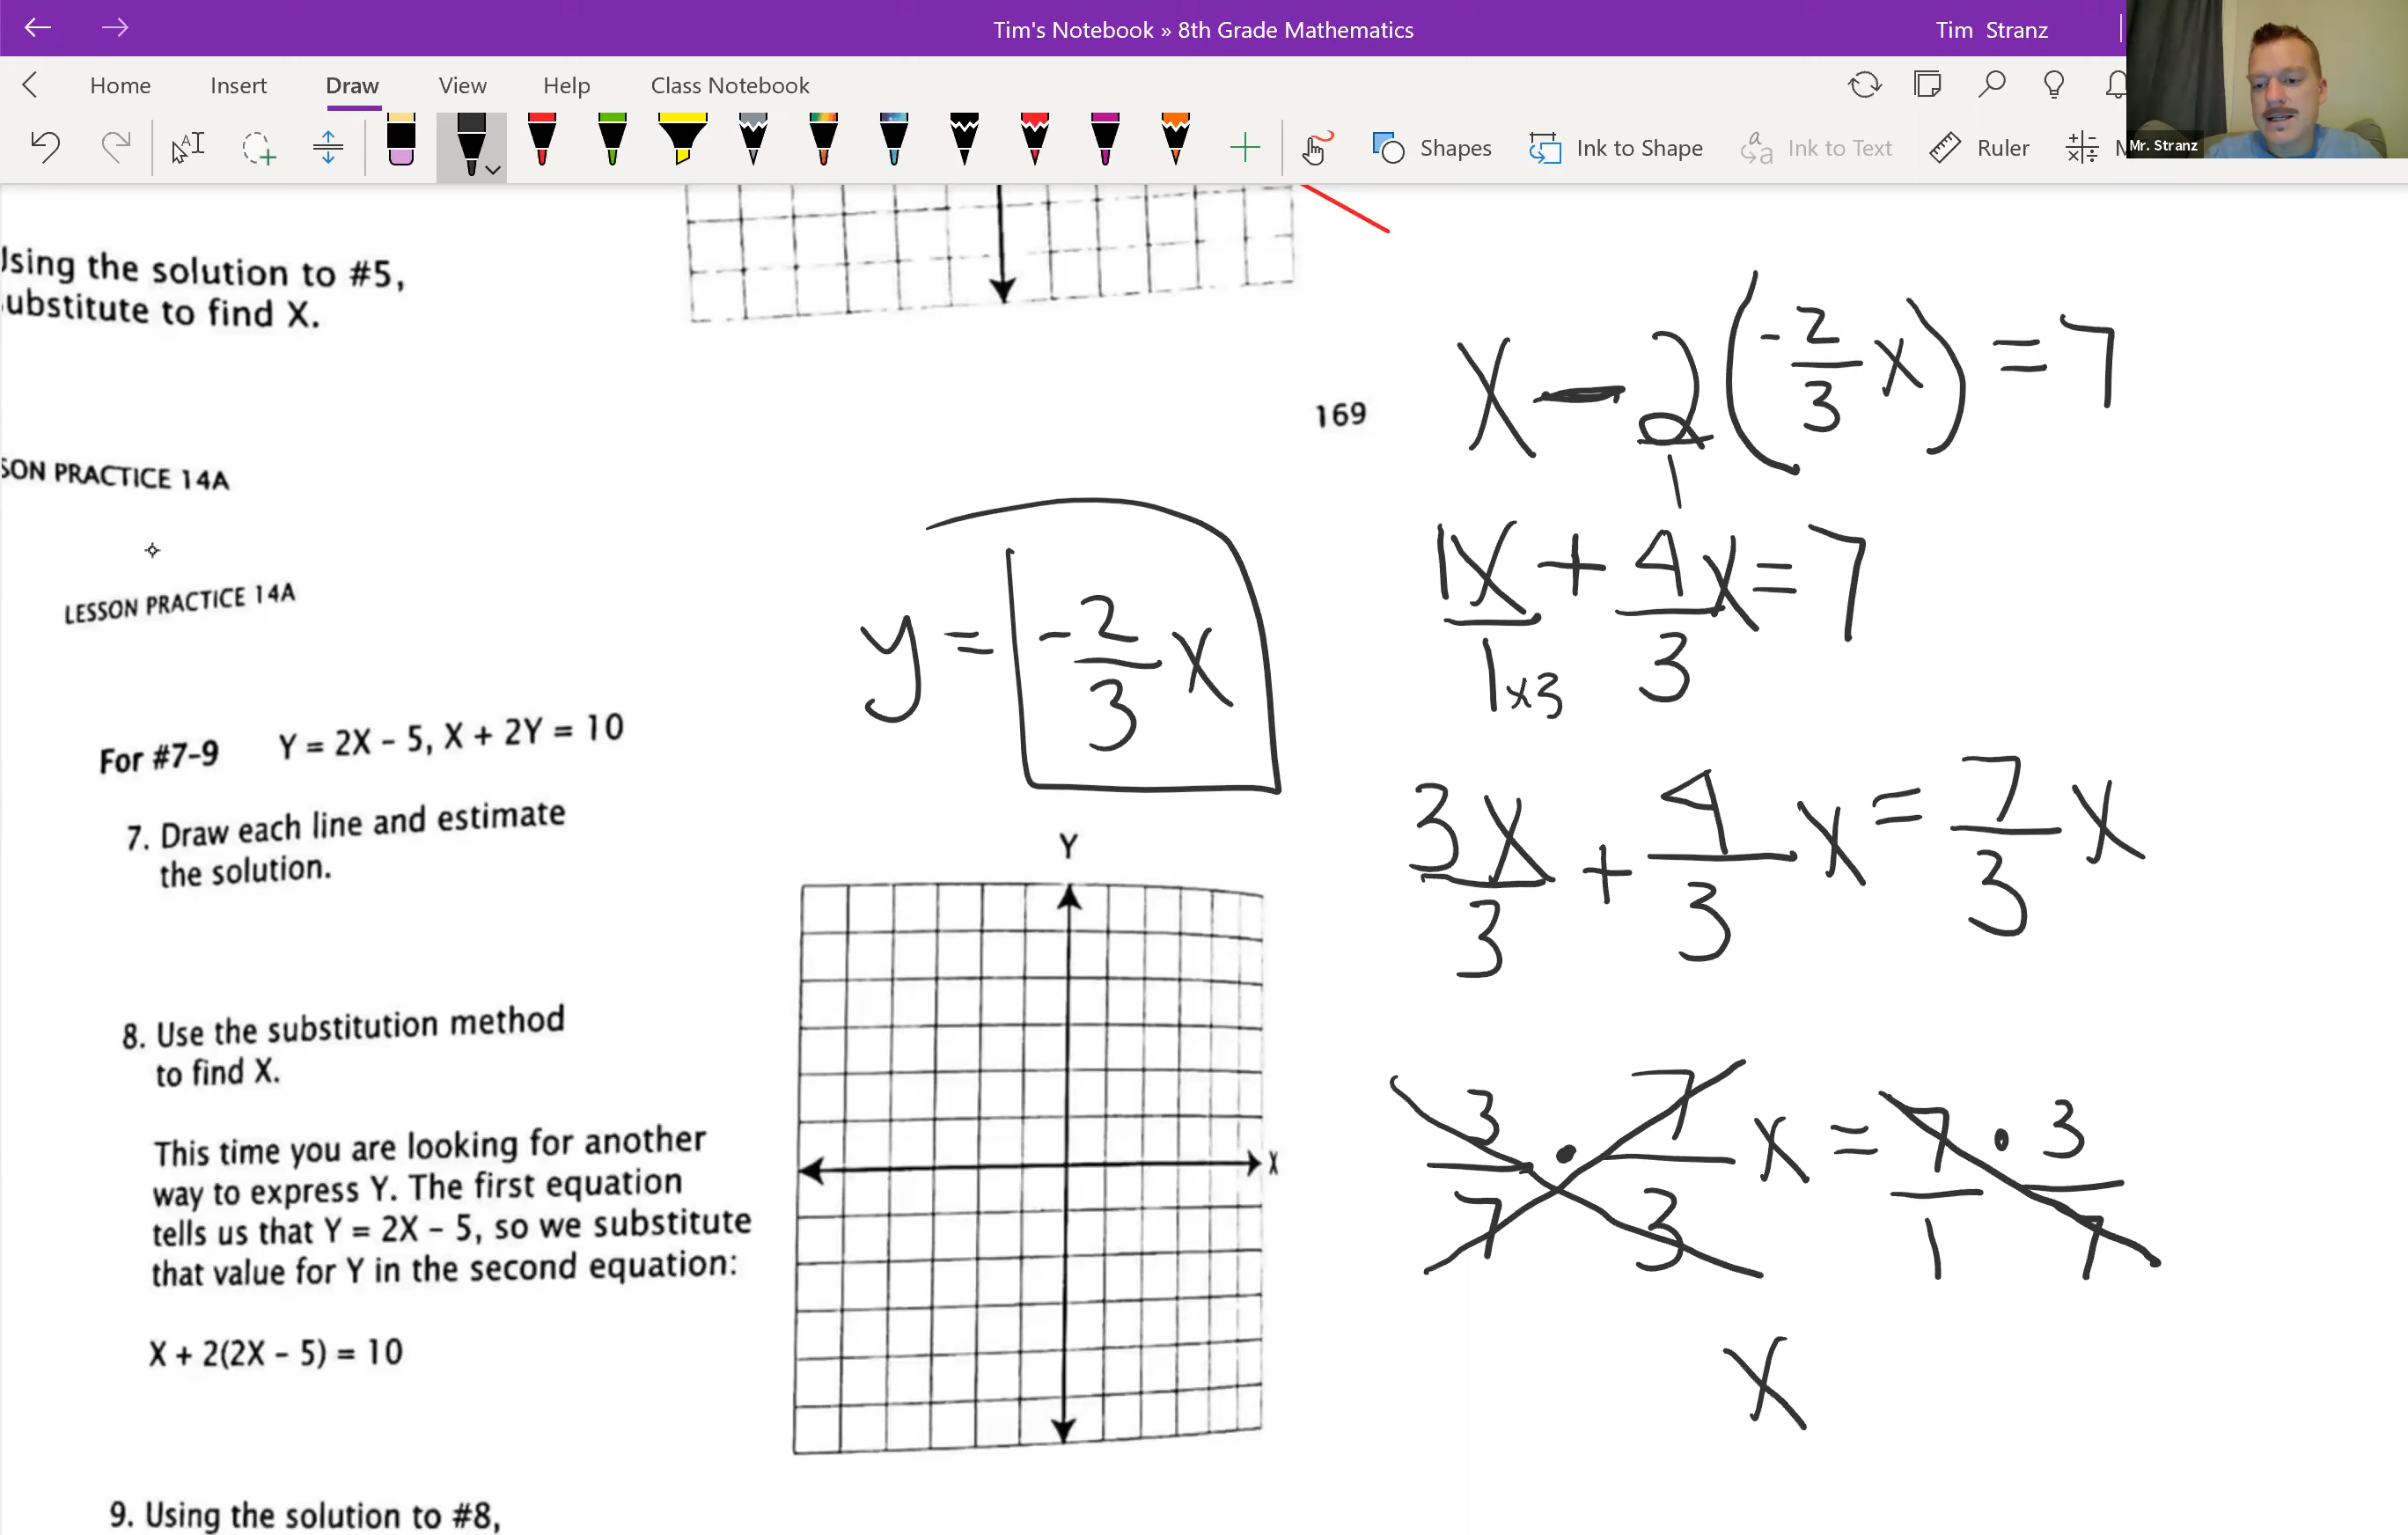 Tim's Notebook » 8th Grade Mathematics
Tim Stranz
Home Insert Draw View Help Class Notebook
Shapes Ink to Shape Ink to Text Ruler
Mr. Stranz
Using the solution to #5,
substitute to find X.
169
SON PRACTICE 14A
LESSON PRACTICE 14A
For #7–9 Y = 2X – 5, X + 2Y = 10
7. Draw each line and estimate
the solution.
8. Use the substitution method
to find X.
This time you are looking for another
way to express Y. The first equation
tells us that Y = 2X – 5, so we substitute
that value for Y in the second equation:
X + 2(2X – 5) = 10
9. Using the solution to #8,
Y
X
y = -2/3 x
x - 2/1 (-2/3 x) = 7
1x/1x3 + 4/3 x = 7
3x/3 + 4/3 x = 7/3 x
3/7 • 7/3 x = 7/1 • 3/7
x